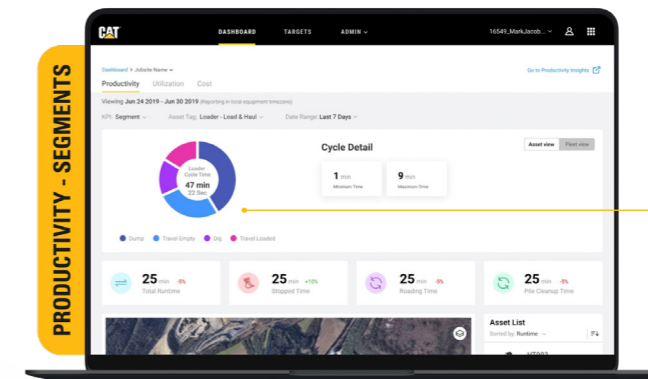 PRODUCTIVITY - SEGMENTS
CAT
DASHBOARD TARGETS ADMIN
16549_MarkJacob...
Dashboard > Jobsite Name
Go to Productivity Insights
Productivity Utilization Cost
Viewing Jun 24 2019 - Jun 30 2019 (Reporting in local equipment timezone)
KPI: Segment
Asset Tag: Loader - Load & Haul
Date Range: Last 7 Days
Cycle Detail
Asset view Fleet view
Loader
Cycle Time
47 min
22 Sec
1 min
Minimum Time
9 min
Maximum Time
Dump Travel Empty Dig Travel Loaded
25 min -5%
Total Runtime
25 min +10%
Stopped Time
25 min -5%
Roading Time
25 min -5%
Pile Cleanup Time
Asset List
Sorted by: Runtime